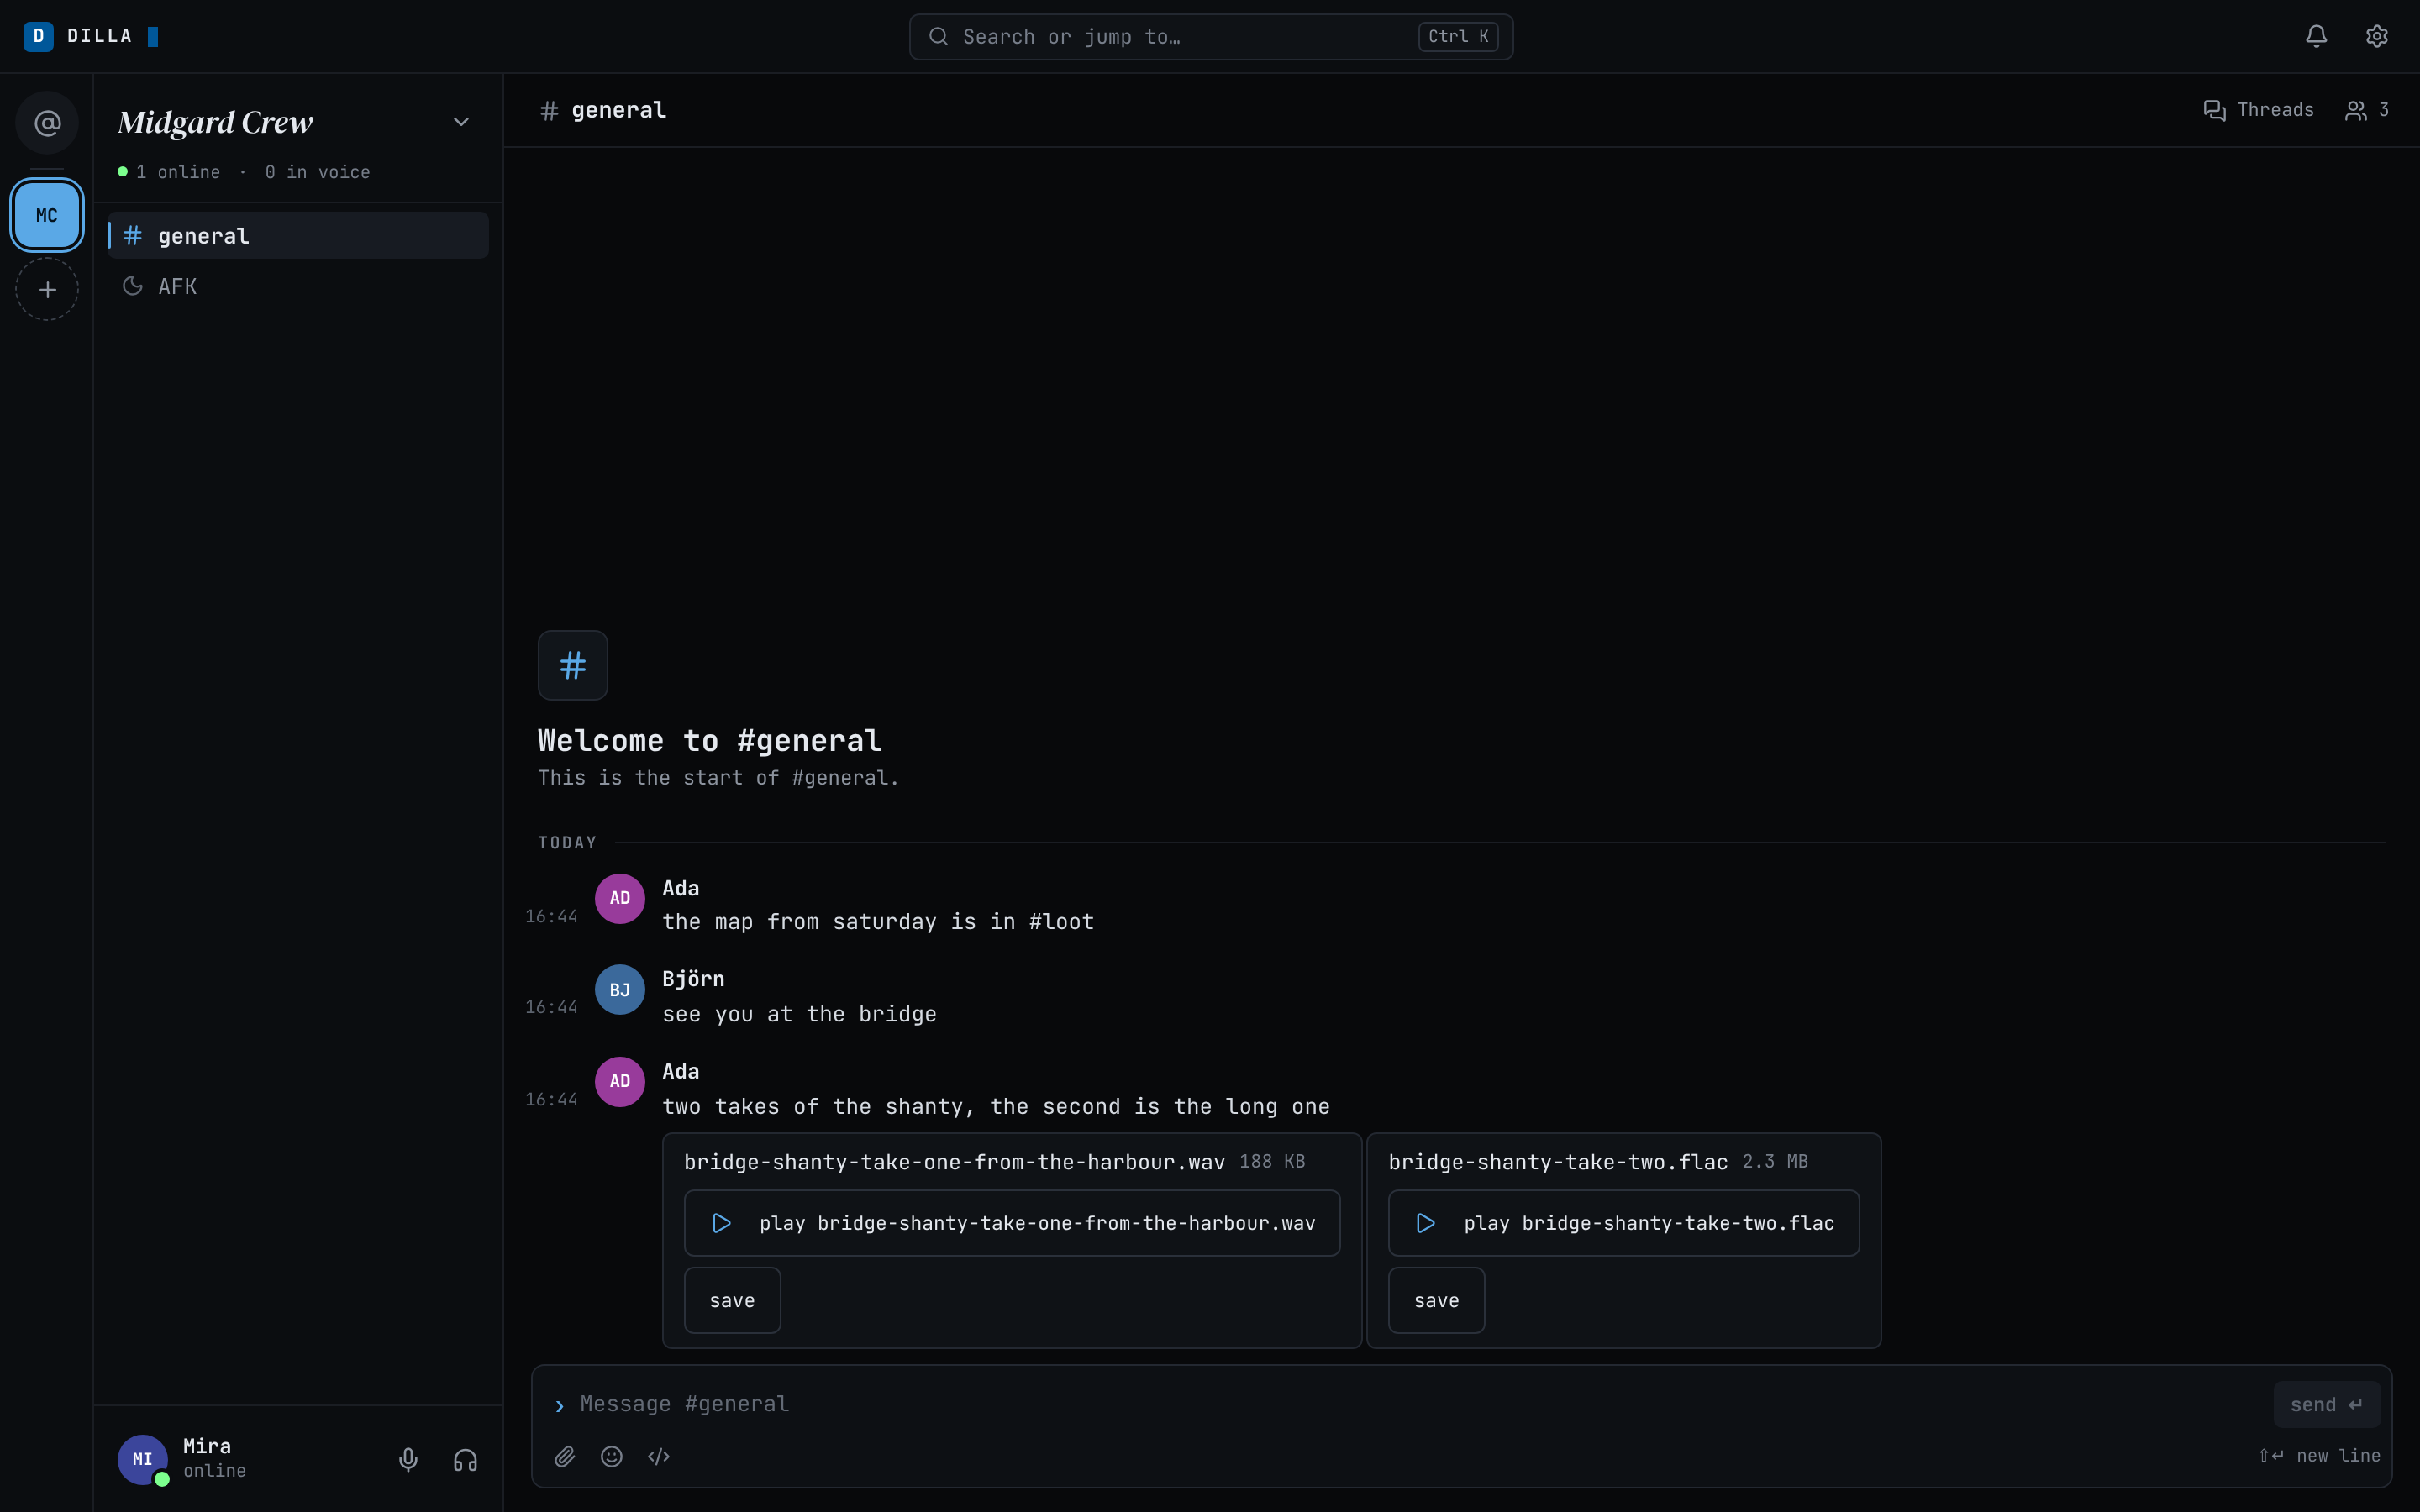 D DILLA
Search or jump to… Ctrl K
Midgard Crew
1 online · 0 in voice
MC
general
AFK
Mira
MI
online
general
Threads 3
Welcome to #general
This is the start of #general.
TODAY
AD Ada
16:44 the map from saturday is in #loot
BJ Björn
16:44 see you at the bridge
AD Ada
16:44 two takes of the shanty, the second is the long one
bridge-shanty-take-one-from-the-harbour.wav 188 KB
play bridge-shanty-take-one-from-the-harbour.wav
save
bridge-shanty-take-two.flac 2.3 MB
play bridge-shanty-take-two.flac
save
› Message #general
send ↵
⇧↵ new line